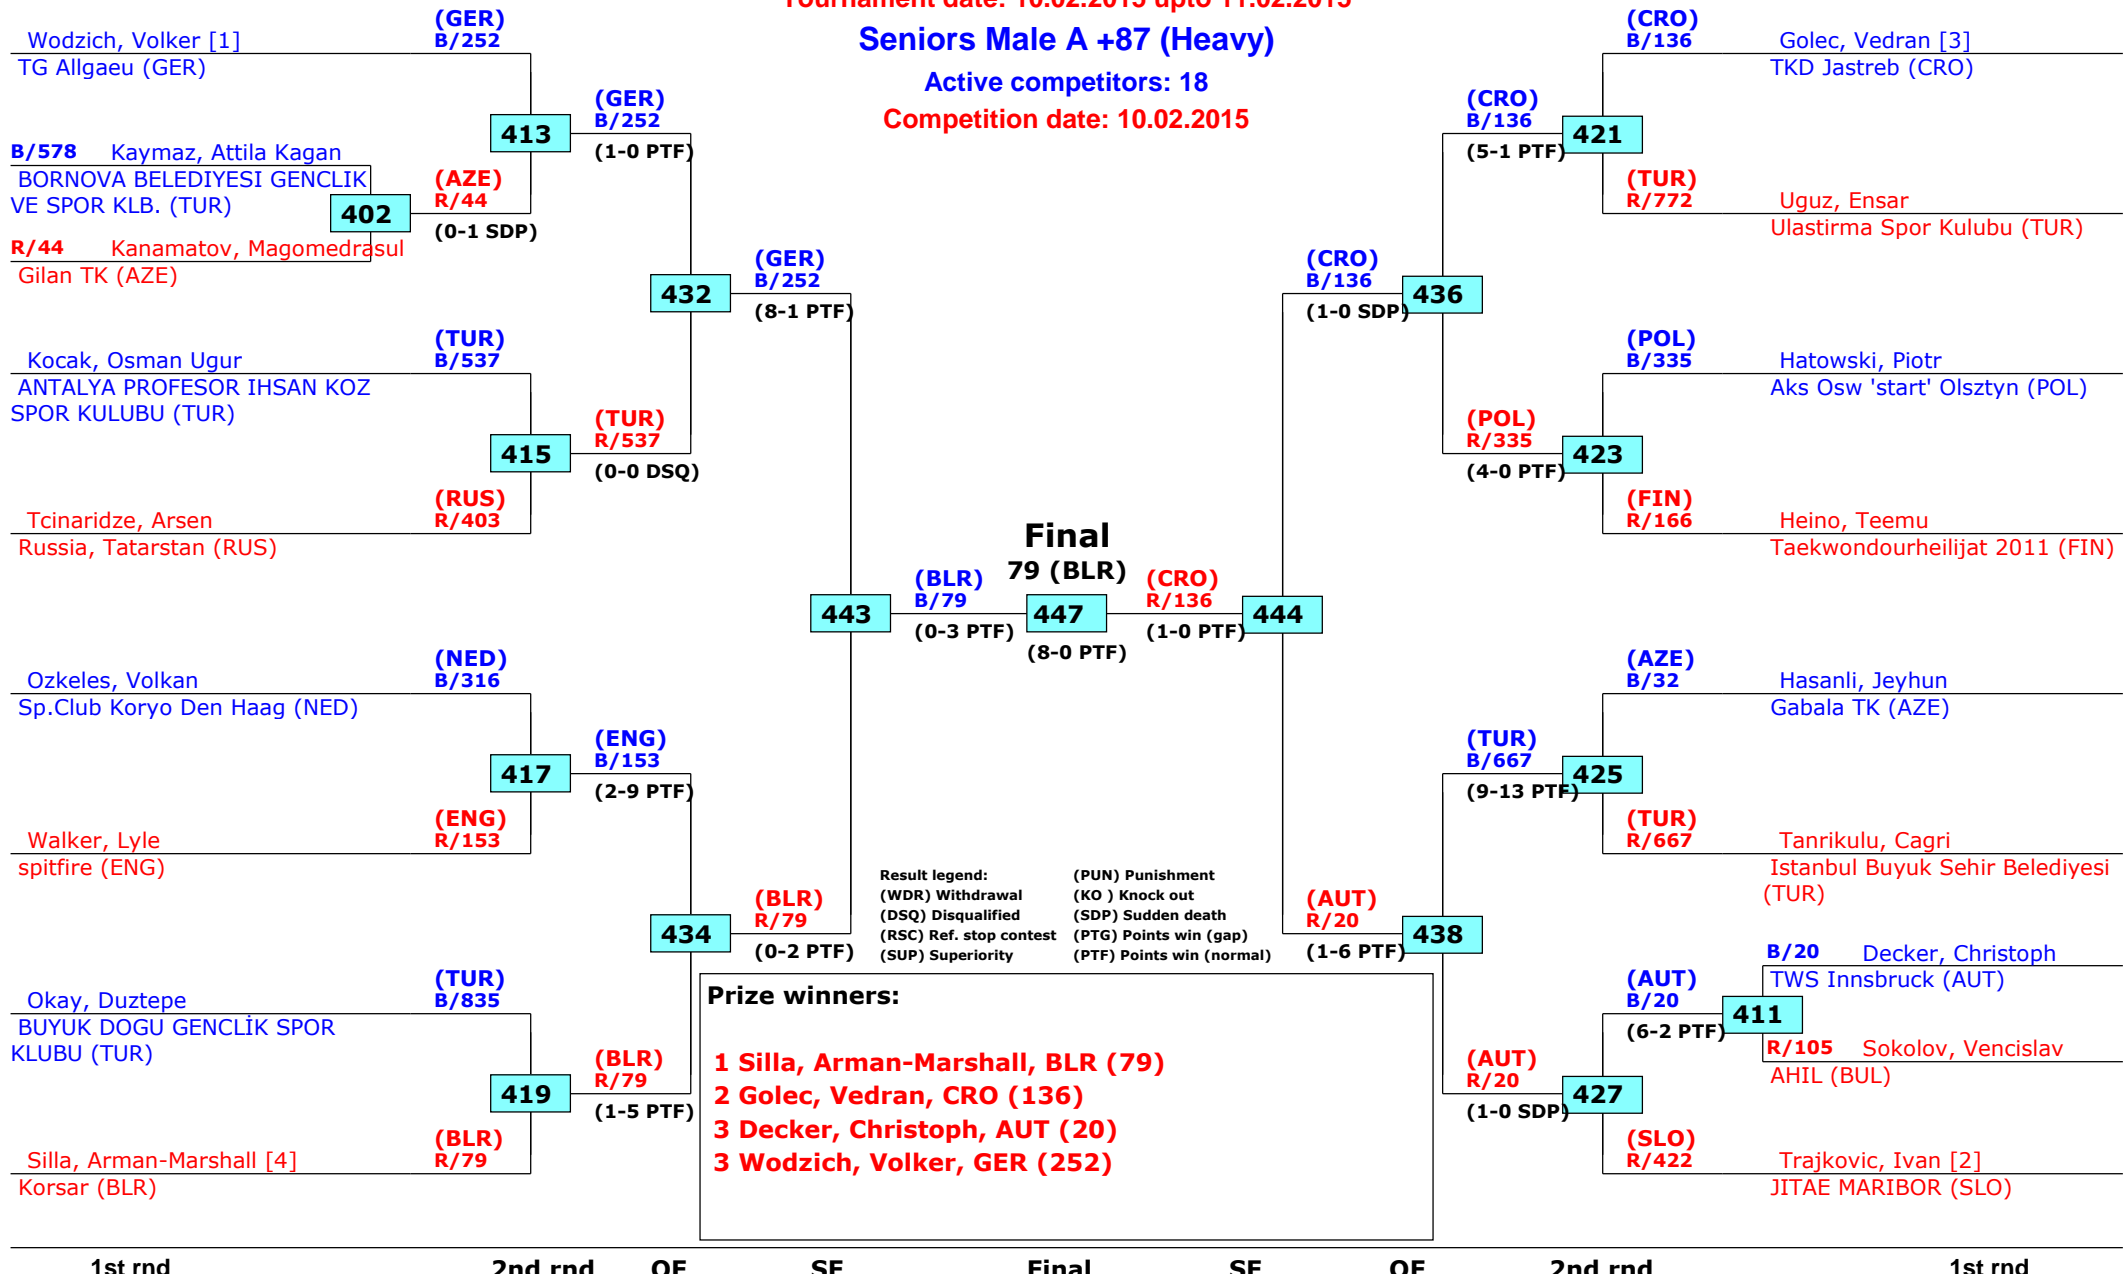 Tournament date: 10.02.2015 upto 11.02.2015
Seniors Male A +87 (Heavy)
Active competitors: 18
Competition date: 10.02.2015
Wodzich, Volker [1]
(GER)
B/252
TG Allgaeu (GER)
413
(GER)
B/252
(1-0 PTF)
B/578 Kaymaz, Attila Kagan
BORNOVA BELEDIYESI GENCLIK
VE SPOR KLB. (TUR)
402
(AZE)
R/44
(0-1 SDP)
R/44 Kanamatov, Magomedrasul
Gilan TK (AZE)
432
(GER)
B/252
(8-1 PTF)
Kocak, Osman Ugur
(TUR)
B/537
ANTALYA PROFESOR IHSAN KOZ
SPOR KULUBU (TUR)
415
(TUR)
R/537
(0-0 DSQ)
Tcinaridze, Arsen
(RUS)
R/403
Russia, Tatarstan (RUS)
443
(BLR)
B/79
(0-3 PTF)
Ozkeles, Volkan
(NED)
B/316
Sp.Club Koryo Den Haag (NED)
417
(ENG)
B/153
(2-9 PTF)
Walker, Lyle
(ENG)
R/153
spitfire (ENG)
434
(BLR)
R/79
(0-2 PTF)
Okay, Duztepe
(TUR)
B/835
BUYUK DOGU GENCLİK SPOR
KLUBU (TUR)
419
(BLR)
R/79
(1-5 PTF)
Silla, Arman-Marshall [4]
(BLR)
R/79
Korsar (BLR)
Final
79 (BLR)
447
(8-0 PTF)
(CRO)
R/136
(1-0 PTF)
444
(CRO)
B/136
Golec, Vedran [3]
TKD Jastreb (CRO)
(CRO)
B/136
(5-1 PTF)
421
(TUR)
R/772
Uguz, Ensar
Ulastirma Spor Kulubu (TUR)
(CRO)
B/136
(1-0 SDP)
436
(POL)
B/335
Hatowski, Piotr
Aks Osw 'start' Olsztyn (POL)
(POL)
R/335
(4-0 PTF)
423
(FIN)
R/166
Heino, Teemu
Taekwondourheilijat 2011 (FIN)
(AZE)
B/32
Hasanli, Jeyhun
Gabala TK (AZE)
(TUR)
B/667
(9-13 PTF)
425
(TUR)
R/667
Tanrikulu, Cagri
Istanbul Buyuk Sehir Belediyesi
(TUR)
(AUT)
R/20
(1-6 PTF)
438
B/20 Decker, Christoph
TWS Innsbruck (AUT)
(AUT)
B/20
(6-2 PTF)
411
R/105 Sokolov, Vencislav
AHIL (BUL)
(AUT)
R/20
(1-0 SDP)
427
(SLO)
R/422
Trajkovic, Ivan [2]
JITAE MARIBOR (SLO)
Result legend: (PUN) Punishment
(WDR) Withdrawal (KO ) Knock out
(DSQ) Disqualified (SDP) Sudden death
(RSC) Ref. stop contest (PTG) Points win (gap)
(SUP) Superiority (PTF) Points win (normal)
Prize winners:
1 Silla, Arman-Marshall, BLR (79)
2 Golec, Vedran, CRO (136)
3 Decker, Christoph, AUT (20)
3 Wodzich, Volker, GER (252)
1st rnd 2nd rnd QF SF Final SF QF 2nd rnd 1st rnd